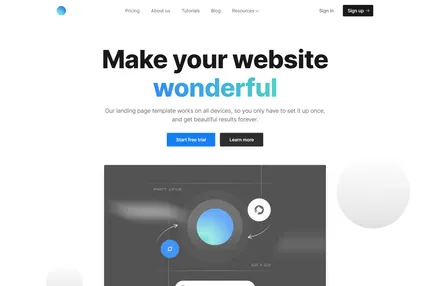 Pricing About us Tutorials Blog Resources Sign in Sign up →
Make your website
wonderful
Our landing page template works on all devices, so you only have to set it up once,
and get beautiful results forever.
Start free trial Learn more